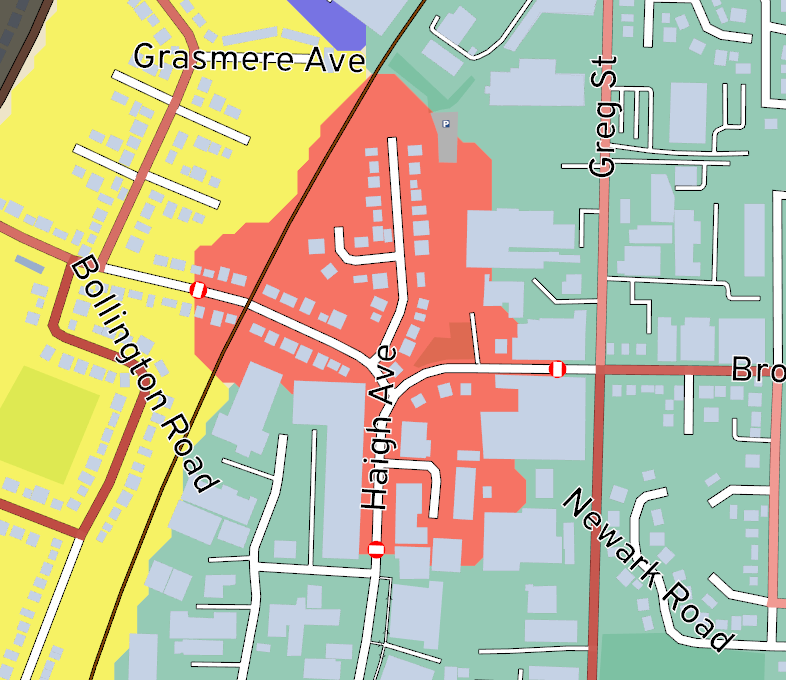 Grasmere Ave
Greg St
P
Bollington Road
Haigh Ave
Bro
Newark Road